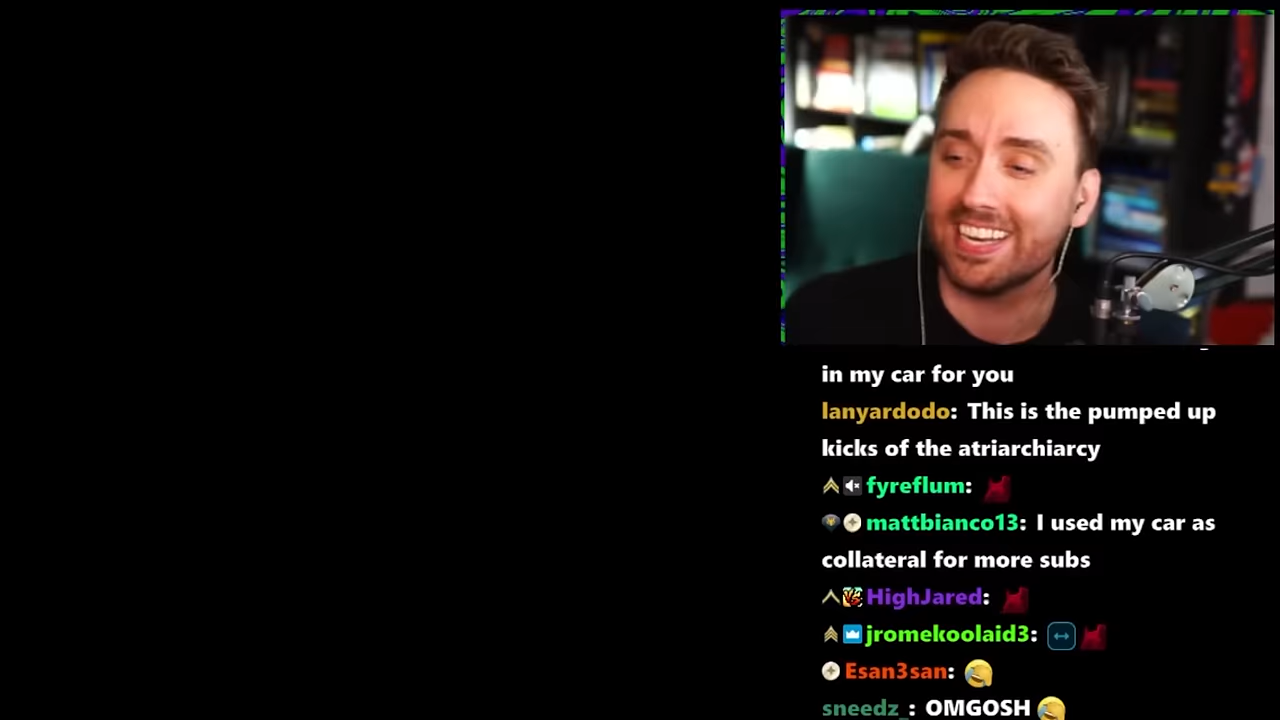 in my car for you
lanyardodo: This is the pumped up
kicks of the atriarchiarcy
fyreflum:
mattbianco13: I used my car as
collateral for more subs
HighJared:
jromekoolaid3:
Esan3san:
sneedz_: OMGOSH